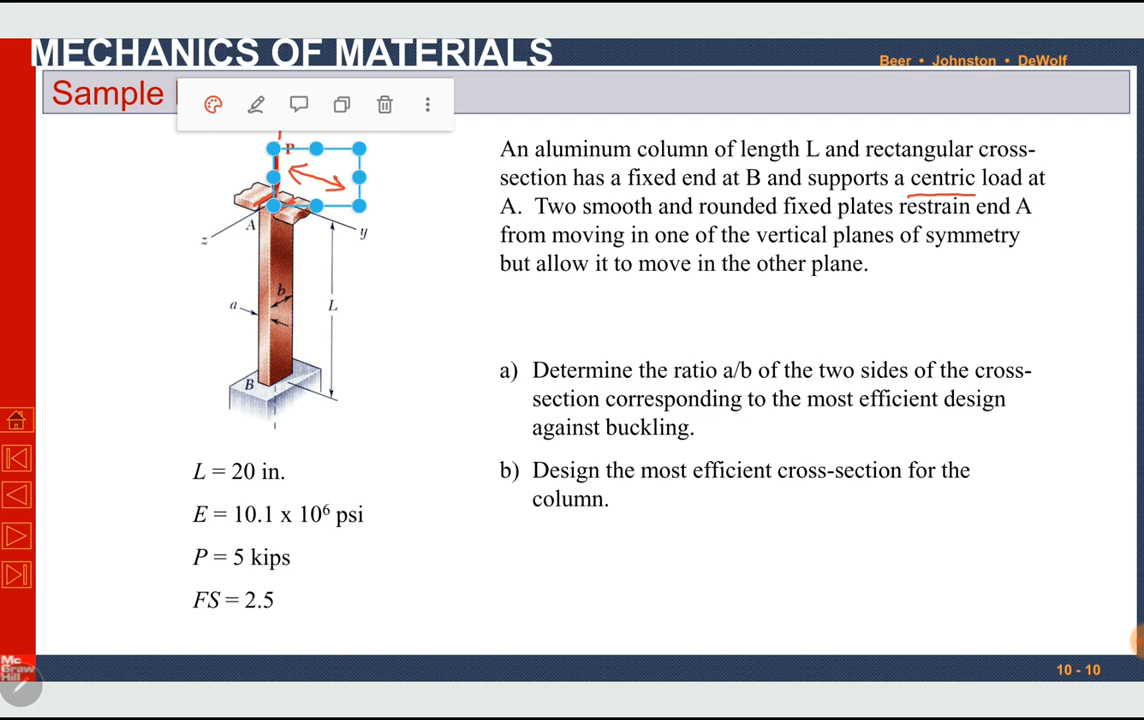 MECHANICS OF MATERIALS
Beer • Johnston • DeWolf
Sample
P
A
z
y
b
a
L
B
An aluminum column of length L and rectangular cross-
section has a fixed end at B and supports a centric load at
A. Two smooth and rounded fixed plates restrain end A
from moving in one of the vertical planes of symmetry
but allow it to move in the other plane.
a) Determine the ratio a/b of the two sides of the cross-
section corresponding to the most efficient design
against buckling.
b) Design the most efficient cross-section for the
column.
L = 20 in.
E = 10.1 x 10⁶ psi
P = 5 kips
FS = 2.5
Mc
Graw
Hill
10 - 10